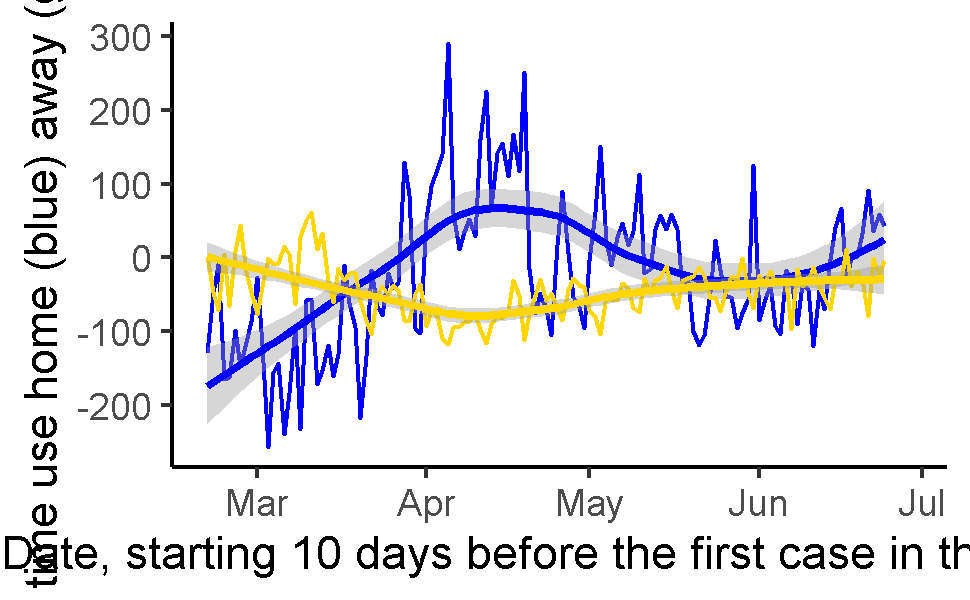 time use home (blue) away (
300
200
100
0
-100
-200
Mar Apr May Jun Jul
Date, starting 10 days before the first case in th